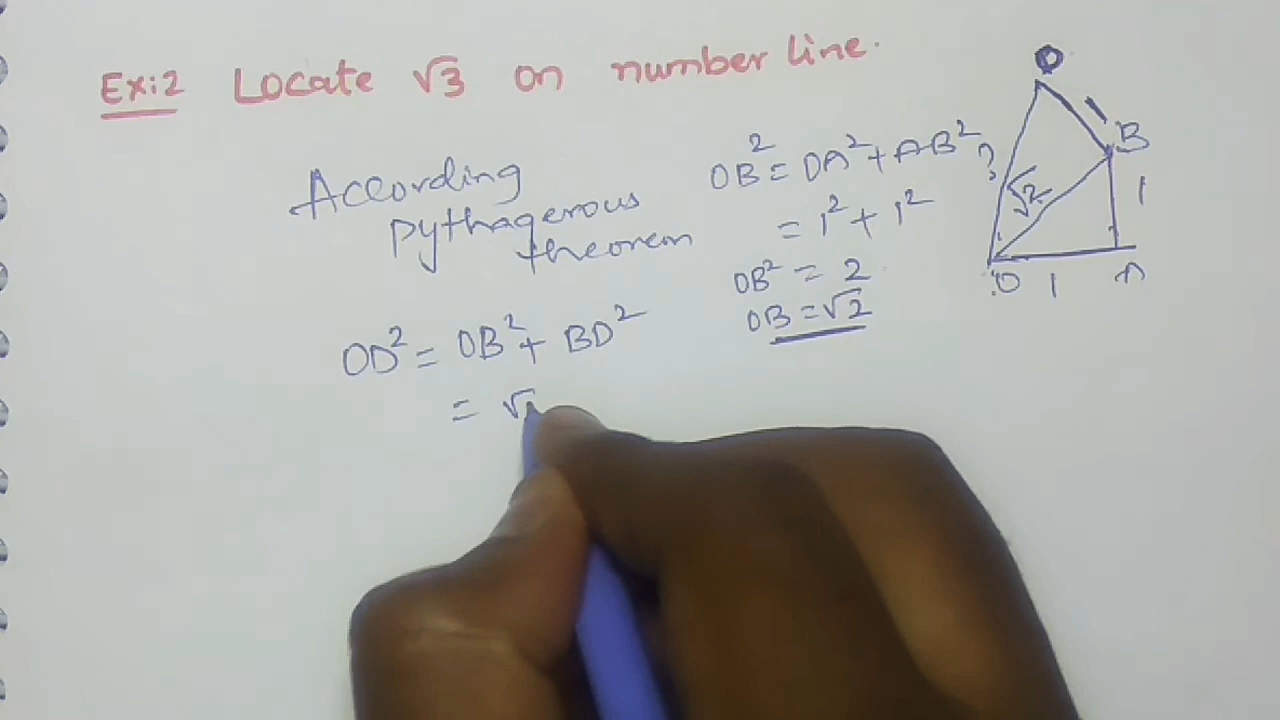 Ex:2 Locate √3 on number line.
According
pythagerous
theorem
OB² = OA² + AB²
= 1² + 1²
OB² = 2
OB = √2
OD² = OB² + BD²
= √
D
B
?
√2
1
1
O
1
A